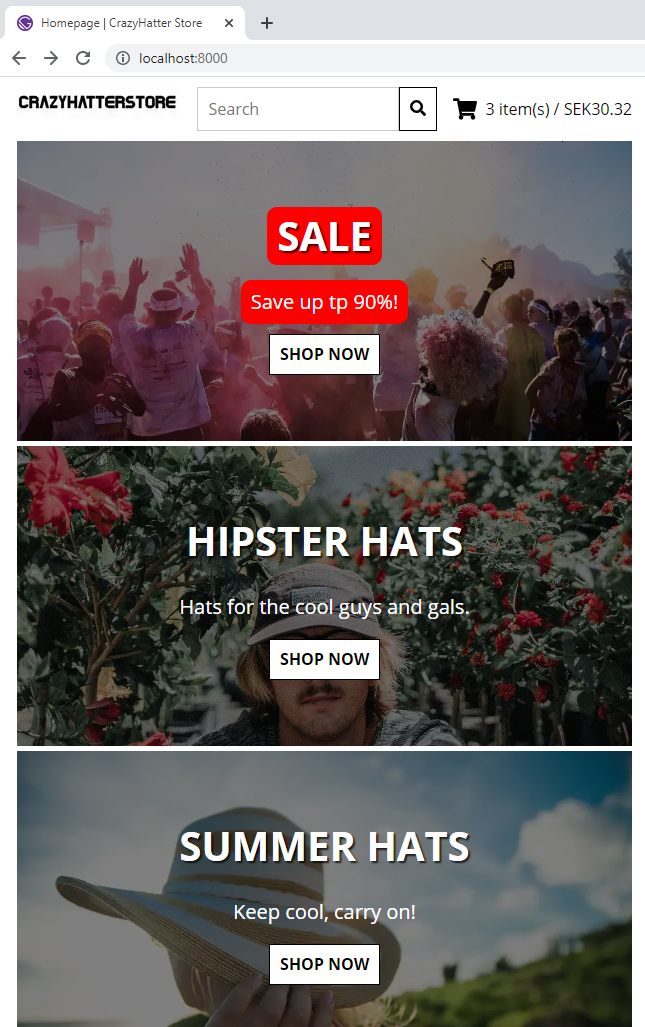 Homepage | CrazyHatter Store
localhost:8000
CRAZYHATTERSTORE
Search
3 item(s) / SEK30.32
SALE
Save up tp 90%!
SHOP NOW
HIPSTER HATS
Hats for the cool guys and gals.
SHOP NOW
SUMMER HATS
Keep cool, carry on!
SHOP NOW